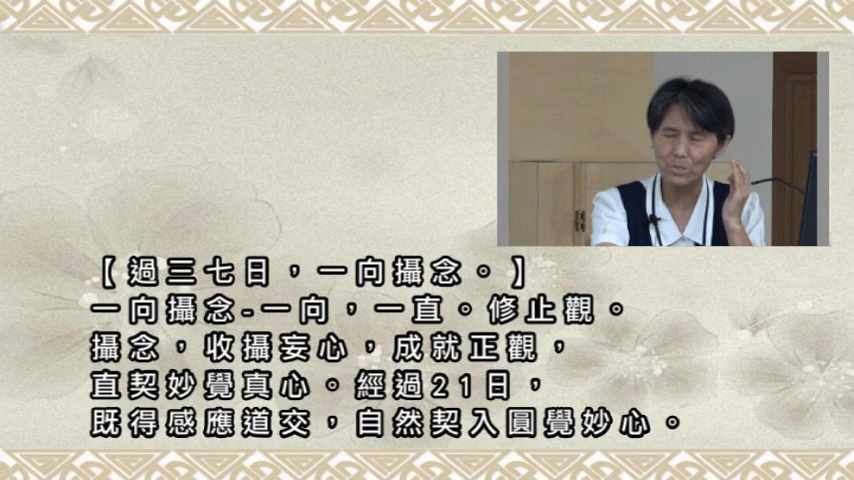 【過三七日，一向攝念。】
一向攝念-一向，一直。修止觀。
攝念，收攝妄心，成就正觀，
直契妙覺真心。經過21日，
既得感應道交，自然契入圓覺妙心。